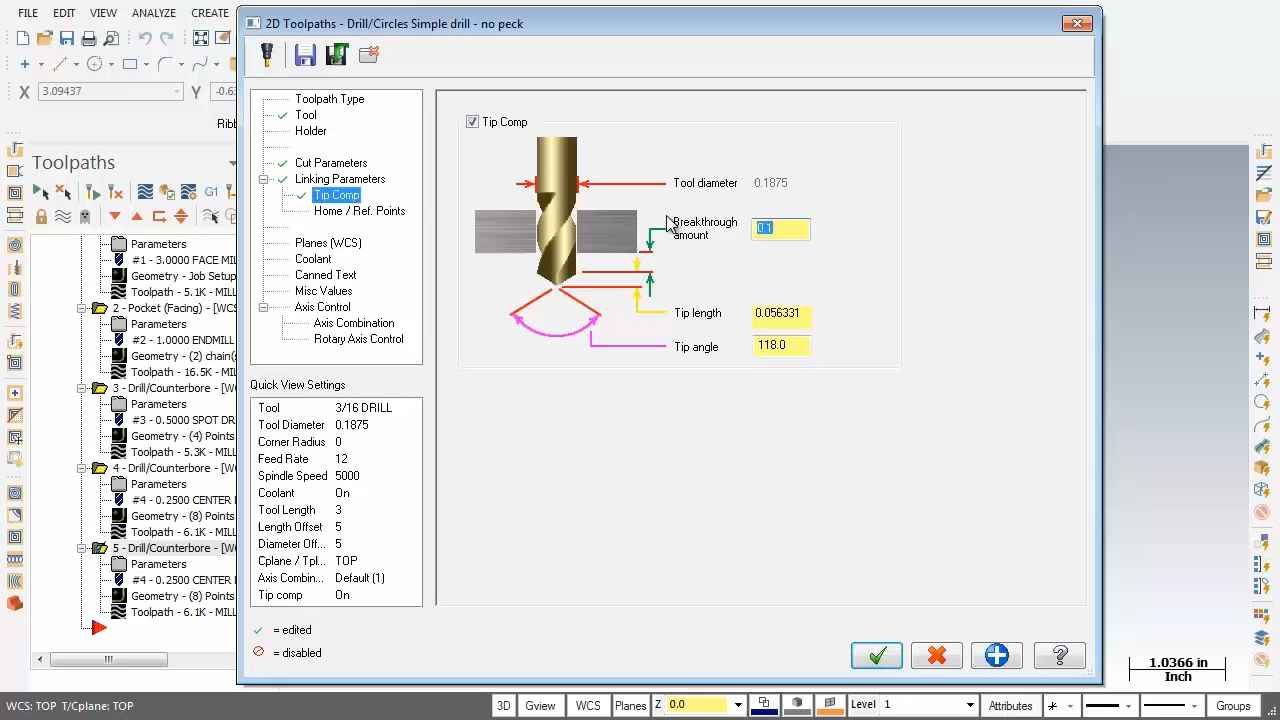 FILE EDIT VIEW ANALYZE CREATE
2D Toolpaths - Drill/Circles Simple drill - no peck
X 3.09437 Y -0.6
Ribb
Toolpaths
G1
Parameters
#1 - 3.0000 FACE MI
Geometry - Job Setup
Toolpath - 5.1K - MILL
2 - Pocket (Facing) - [WCS
Parameters
#2 - 1.0000 ENDMILL
Geometry - (2) chain(s
Toolpath - 16.5K - MIL
3 - Drill/Counterbore - [W
Parameters
#3 - 0.5000 SPOT DR
Geometry - (4) Points
Toolpath - 5.3K - MILL
4 - Drill/Counterbore - [W
Parameters
#4 - 0.2500 CENTER
Geometry - (8) Points
Toolpath - 6.1K - MILL
5 - Drill/Counterbore - [WC
Parameters
#4 - 0.2500 CENTER
Geometry - (8) Points
Toolpath - 6.1K - MILL
Toolpath Type
Tool
Holder
Cut Parameters
Linking Parameters
Tip Comp
Home / Ref. Points
Planes (WCS)
Coolant
Canned Text
Misc Values
Axis Control
Axis Combination
Rotary Axis Control
Quick View Settings
Tool 3/16 DRILL
Tool Diameter 0.1875
Corner Radius 0
Feed Rate 12
Spindle Speed 5000
Coolant On
Tool Length 3
Length Offset 5
Diameter Off... 5
Cplane / Tpl... TOP
Axis Combin... Default (1)
Tip comp On
= edited
= disabled
Tip Comp
Tool diameter 0.1875
Breakthrough
amount 0.1
Tip length 0.056331
Tip angle 118.0
1.0366 in
Inch
WCS: TOP T/Cplane: TOP
3D Gview WCS Planes Z 0.0 Level 1 Attributes Groups